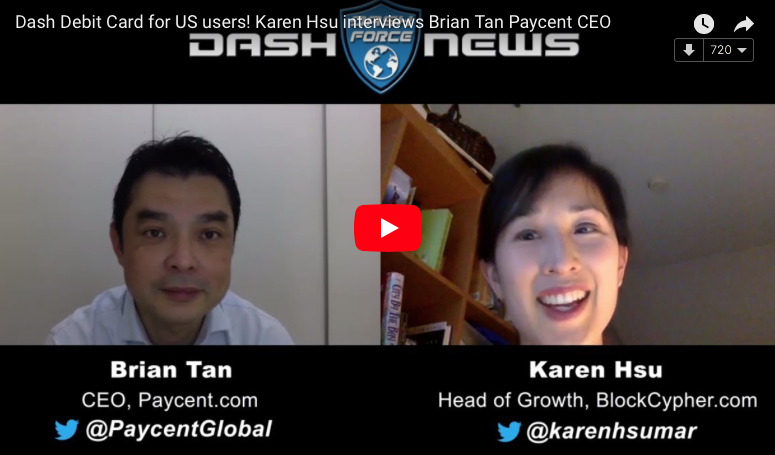 Dash Debit Card for US users! Karen Hsu interviews Brian Tan Paycent CEO
720
FORCE
DASH NEWS
Brian Tan
CEO, Paycent.com
@PaycentGlobal
Karen Hsu
Head of Growth, BlockCypher.com
@karenhsumar